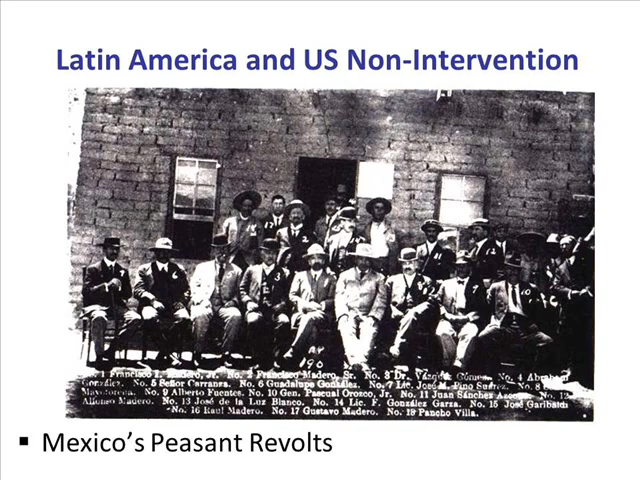 Latin America and US Non-Intervention
No. 1 Francisco I. Madero, Jr. No. 2 Francisco Madero, Sr. No. 3 Dr. Vázquez Gómez. No. 4 Abraham
González. No. 5 Señor Carranza. No. 6 Guadalupe González. No. 7 Lic. José M. Pino Suárez. No. 8
No. 9 Alberto Fuentes. No. 10 Gen. Pascual Orozco, Jr. No. 11 Juan Sánchez No. 12
Alfonso Madero. No. 13 José de la Luz Blanco. No. 14 Lic. F. González Garza. No. 15 José Garibaldi
No. 16 Raul Madero. No. 17 Gustavo Madero. No. 18 Pancho Villa.
▪ Mexico's Peasant Revolts